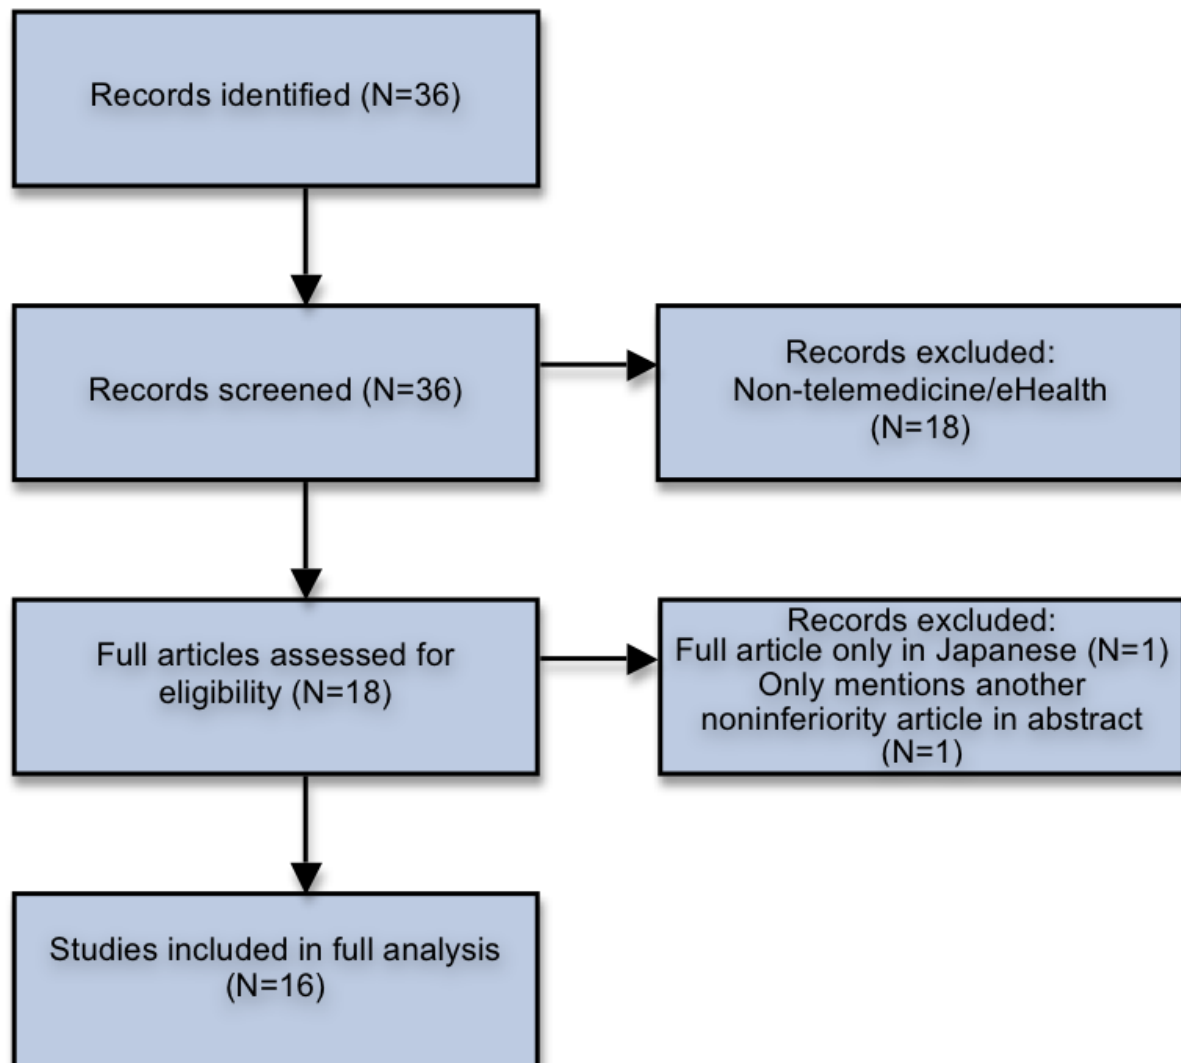 Records identified (N=36)
Records screened (N=36)
Records excluded:
Non-telemedicine/eHealth
(N=18)
Full articles assessed for
eligibility (N=18)
Records excluded:
Full article only in Japanese (N=1)
Only mentions another
noninferiority article in abstract
(N=1)
Studies included in full analysis
(N=16)